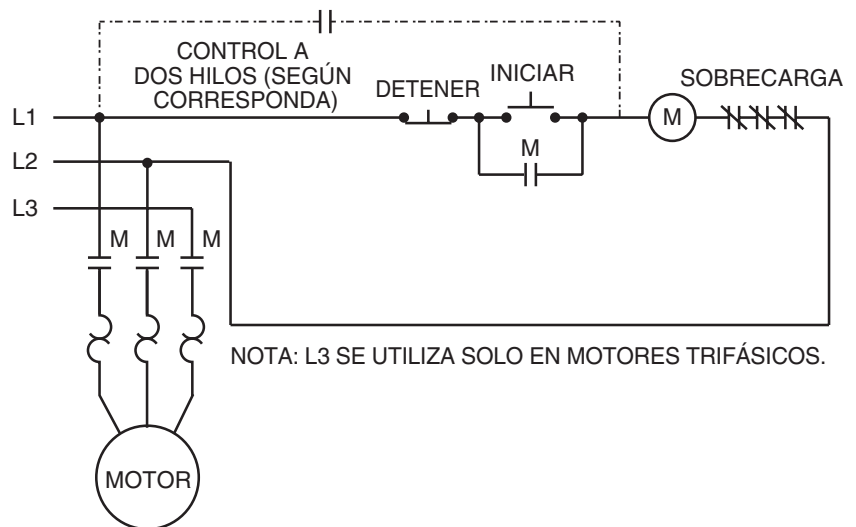 CONTROL A
DOS HILOS (SEGÚN
CORRESPONDA)
DETENER
INICIAR
SOBRECARGA
L1
M
M
L2
L3
M
M
M
NOTA: L3 SE UTILIZA SOLO EN MOTORES TRIFÁSICOS.
MOTOR